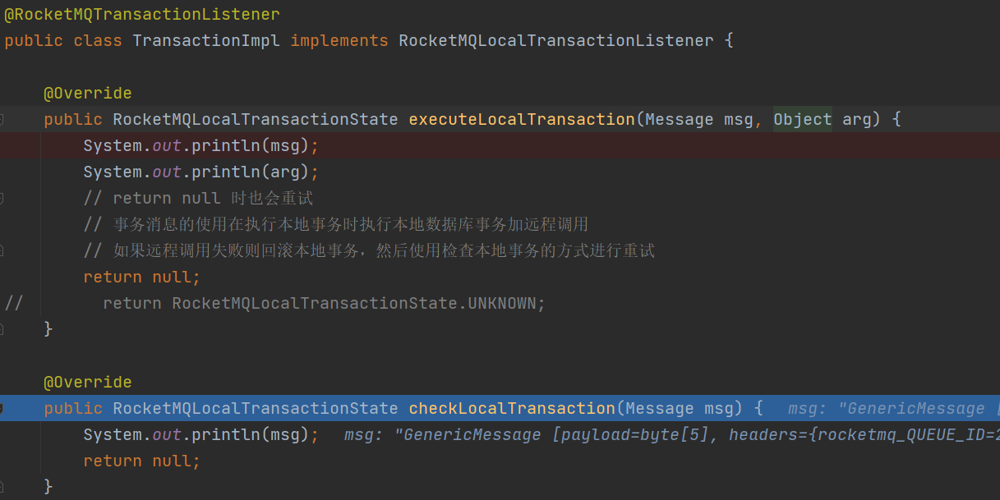 @RocketMQTransactionListener
public class TransactionImpl implements RocketMQLocalTransactionListener {
@Override
public RocketMQLocalTransactionState executeLocalTransaction(Message msg, Object arg) {
System.out.println(msg);
System.out.println(arg);
// return null 时也会重试
// 事务消息的使用在执行本地事务时执行本地数据库事务加远程调用
// 如果远程调用失败则回滚本地事务，然后使用检查本地事务的方式进行重试
return null;
// return RocketMQLocalTransactionState.UNKNOWN;
}
@Override
public RocketMQLocalTransactionState checkLocalTransaction(Message msg) { msg: "GenericMessage [
System.out.println(msg); msg: "GenericMessage [payload=byte[5], headers={rocketmq_QUEUE_ID=2
return null;
}